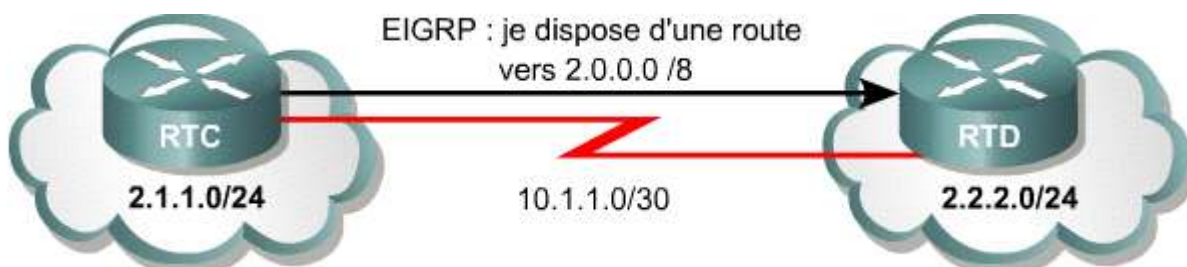 EIGRP : je dispose d'une route
vers 2.0.0.0 /8
RTC
RTD
2.1.1.0/24
10.1.1.0/30
2.2.2.0/24